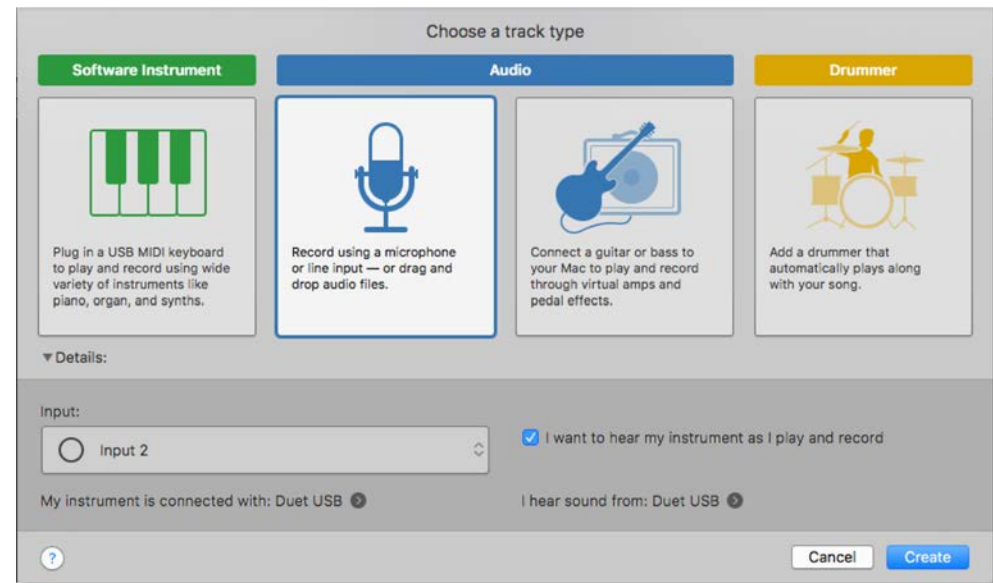 Choose a track type
Software Instrument
Audio
Drummer
Plug in a USB MIDI keyboard
to play and record using wide
variety of instruments like
piano, organ, and synths.
Record using a microphone
or line input — or drag and
drop audio files.
Connect a guitar or bass to
your Mac to play and record
through virtual amps and
pedal effects.
Add a drummer that
automatically plays along
with your song.
Details:
Input:
Input 2
I want to hear my instrument as I play and record
My instrument is connected with: Duet USB
I hear sound from: Duet USB
?
Cancel
Create